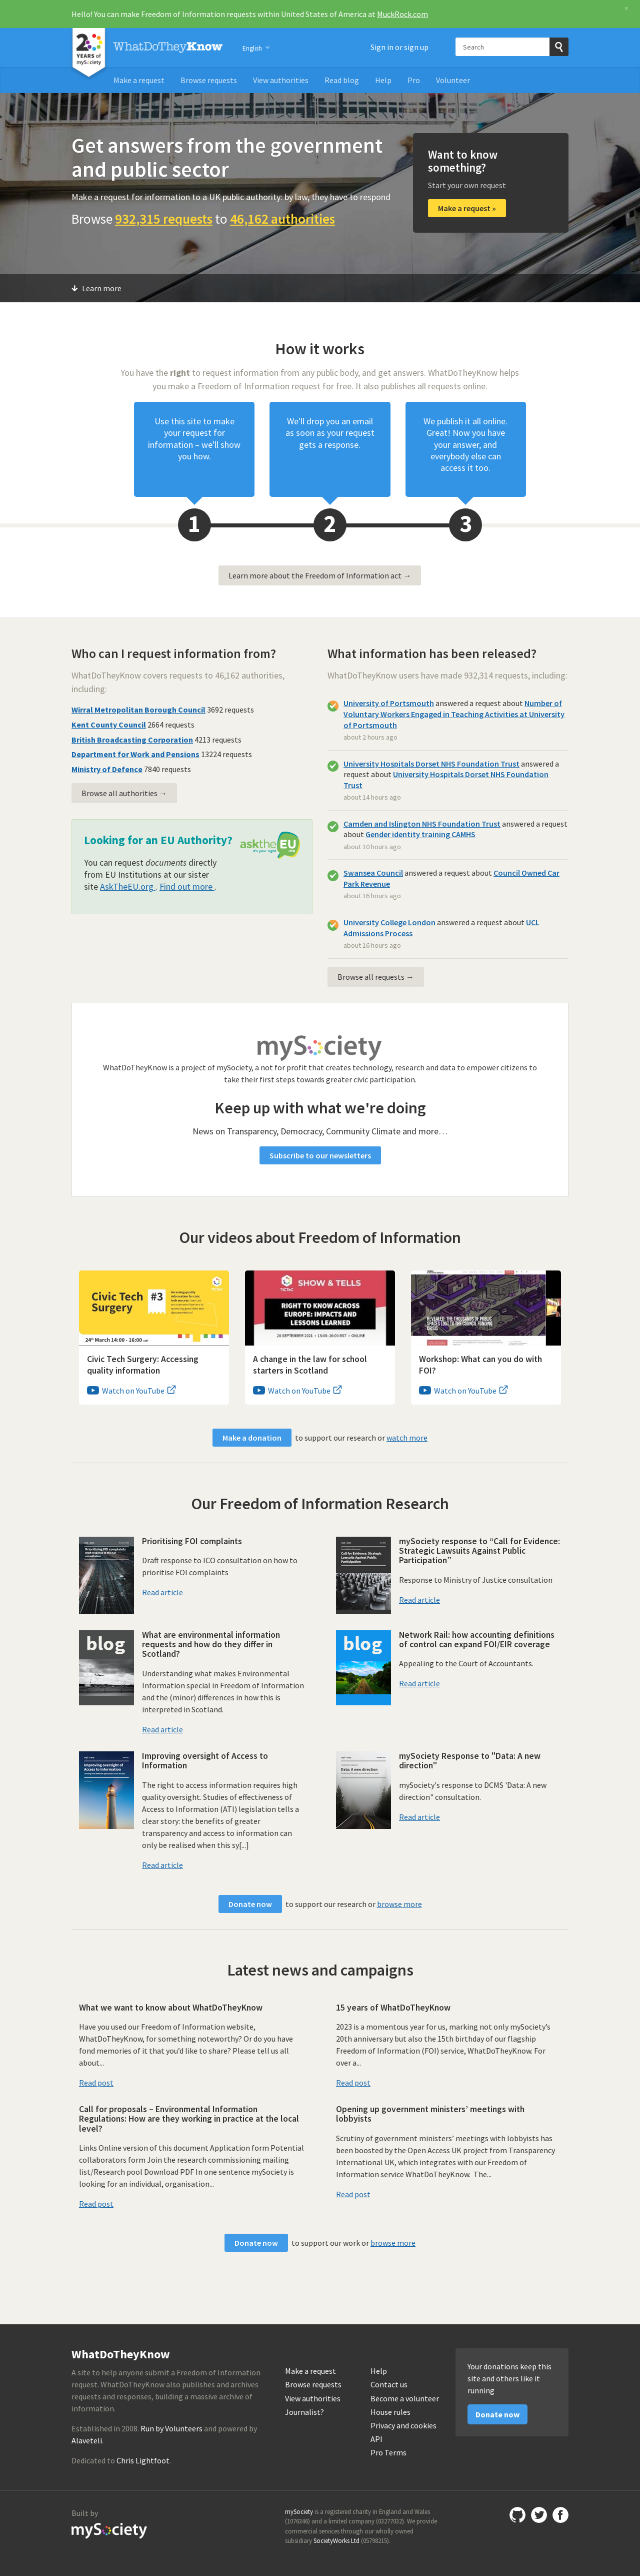 Hello! You can make Freedom of Information requests within United States of America at MuckRock.com
×
20
YEARS of
mySociety
WhatDoTheyKnow
English
Sign in or sign up
Search
Make a request
Browse requests
View authorities
Read blog
Help
Pro
Volunteer
Get answers from the government
and public sector
Make a request for information to a UK public authority: by law, they have to respond
Browse 932,315 requests to 46,162 authorities
Want to know
something?
Start your own request
Make a request »
Learn more
How it works
You have the right to request information from any public body, and get answers. WhatDoTheyKnow helps
you make a Freedom of Information request for free. It also publishes all requests online.
Use this site to make
your request for
information – we'll show
you how.
We'll drop you an email
as soon as your request
gets a response.
We publish it all online.
Great! Now you have
your answer, and
everybody else can
access it too.
1
2
3
Learn more about the Freedom of Information act →
Who can I request information from?
WhatDoTheyKnow covers requests to 46,162 authorities,
including:
Wirral Metropolitan Borough Council 3692 requests
Kent County Council 2664 requests
British Broadcasting Corporation 4213 requests
Department for Work and Pensions 13224 requests
Ministry of Defence 7840 requests
Browse all authorities →
Looking for an EU Authority?
asktheEU
it's your right
You can request documents directly
from EU Institutions at our sister
site AskTheEU.org . Find out more .
What information has been released?
WhatDoTheyKnow users have made 932,314 requests, including:
University of Portsmouth answered a request about Number of
Voluntary Workers Engaged in Teaching Activities at University
of Portsmouth
about 2 hours ago
University Hospitals Dorset NHS Foundation Trust answered a
request about University Hospitals Dorset NHS Foundation
Trust
about 14 hours ago
Camden and Islington NHS Foundation Trust answered a request
about Gender identity training CAMHS
about 10 hours ago
Swansea Council answered a request about Council Owned Car
Park Revenue
about 16 hours ago
University College London answered a request about UCL
Admissions Process
about 16 hours ago
Browse all requests →
mySociety
WhatDoTheyKnow is a project of mySociety, a not for profit that creates technology, research and data to empower citizens to
take their first steps towards greater civic participation.
Keep up with what we're doing
News on Transparency, Democracy, Community Climate and more…
Subscribe to our newsletters
Our videos about Freedom of Information
Civic Tech
Surgery
#3
TICTeC
24th March 14:00 - 16:00
TICTeC
SHOW & TELLS
RIGHT TO KNOW ACROSS
EUROPE: IMPACTS AND
LESSONS LEARNED
REVEALED: THE THOUSANDS OF PUBLIC
SPACES LOST TO THE COUNCIL FUNDING
CRISIS
Civic Tech Surgery: Accessing
quality information
Watch on YouTube
A change in the law for school
starters in Scotland
Watch on YouTube
Workshop: What can you do with
FOI?
Watch on YouTube
Make a donation to support our research or watch more
Our Freedom of Information Research
Prioritising FOI complaints
Draft response to ICO consultation on how to
prioritise FOI complaints
Read article
mySociety response to “Call for Evidence:
Strategic Lawsuits Against Public
Participation”
Response to Ministry of Justice consultation
Read article
blog
What are environmental information
requests and how do they differ in
Scotland?
Understanding what makes Environmental
Information special in Freedom of Information
and the (minor) differences in how this is
interpreted in Scotland.
Read article
blog
Network Rail: how accounting definitions
of control can expand FOI/EIR coverage
Appealing to the Court of Accountants.
Read article
Improving oversight of
Access to Information
Improving oversight of Access to
Information
The right to access information requires high
quality oversight. Studies of effectiveness of
Access to Information (ATI) legislation tells a
clear story: the benefits of greater
transparency and access to information can
only be realised when this sy[...]
Read article
Data: A new direction
mySociety Response to "Data: A new
direction"
mySociety's response to DCMS 'Data: A new
direction" consultation.
Read article
Donate now to support our research or browse more
Latest news and campaigns
What we want to know about WhatDoTheyKnow
Have you used our Freedom of Information website,
WhatDoTheyKnow, for something noteworthy? Or do you have
fond memories of it that you’d like to share? Please tell us all
about...
Read post
15 years of WhatDoTheyKnow
2023 is a momentous year for us, marking not only mySociety’s
20th anniversary but also the 15th birthday of our flagship
Freedom of Information (FOI) service, WhatDoTheyKnow. For
over a...
Read post
Call for proposals – Environmental Information
Regulations: How are they working in practice at the local
level?
Links Online version of this document Application form Potential
collaborators form Join the research commissioning mailing
list/Research pool Download PDF In one sentence mySociety is
looking for an individual, organisation...
Read post
Opening up government ministers’ meetings with
lobbyists
Scrutiny of government ministers’ meetings with lobbyists has
been boosted by the Open Access UK project from Transparency
International UK, which integrates with our Freedom of
Information service WhatDoTheyKnow. The...
Read post
Donate now to support our work or browse more
WhatDoTheyKnow
A site to help anyone submit a Freedom of Information
request. WhatDoTheyKnow also publishes and archives
requests and responses, building a massive archive of
information.
Established in 2008. Run by Volunteers and powered by
Alaveteli.
Dedicated to Chris Lightfoot.
Make a request
Browse requests
View authorities
Journalist?
Help
Contact us
Become a volunteer
House rules
Privacy and cookies
API
Pro Terms
Your donations keep this
site and others like it
running
Donate now
Built by
mySociety
mySociety is a registered charity in England and Wales
(1076346) and a limited company (03277032). We provide
commercial services through our wholly owned
subsidiary SocietyWorks Ltd (05798215).